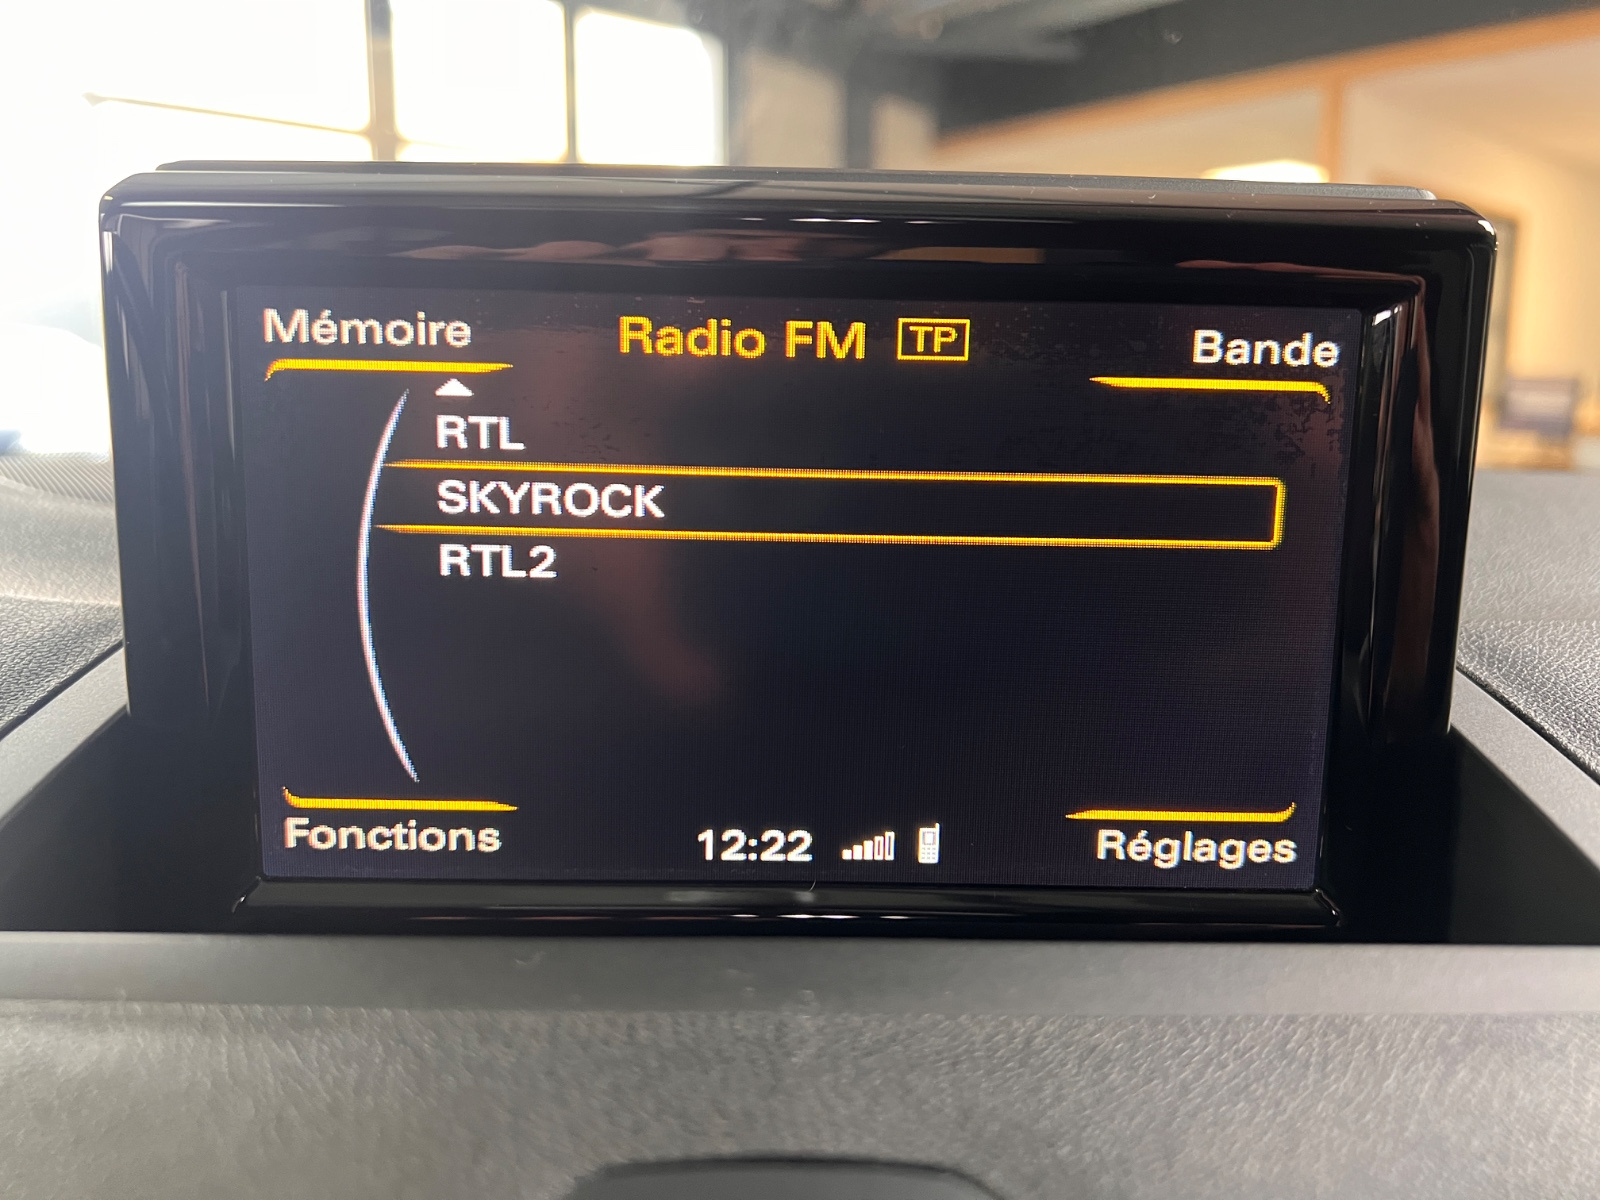 Mémoire
Radio FM TP
Bande
RTL
SKYROCK
RTL2
Fonctions
12:22
Réglages